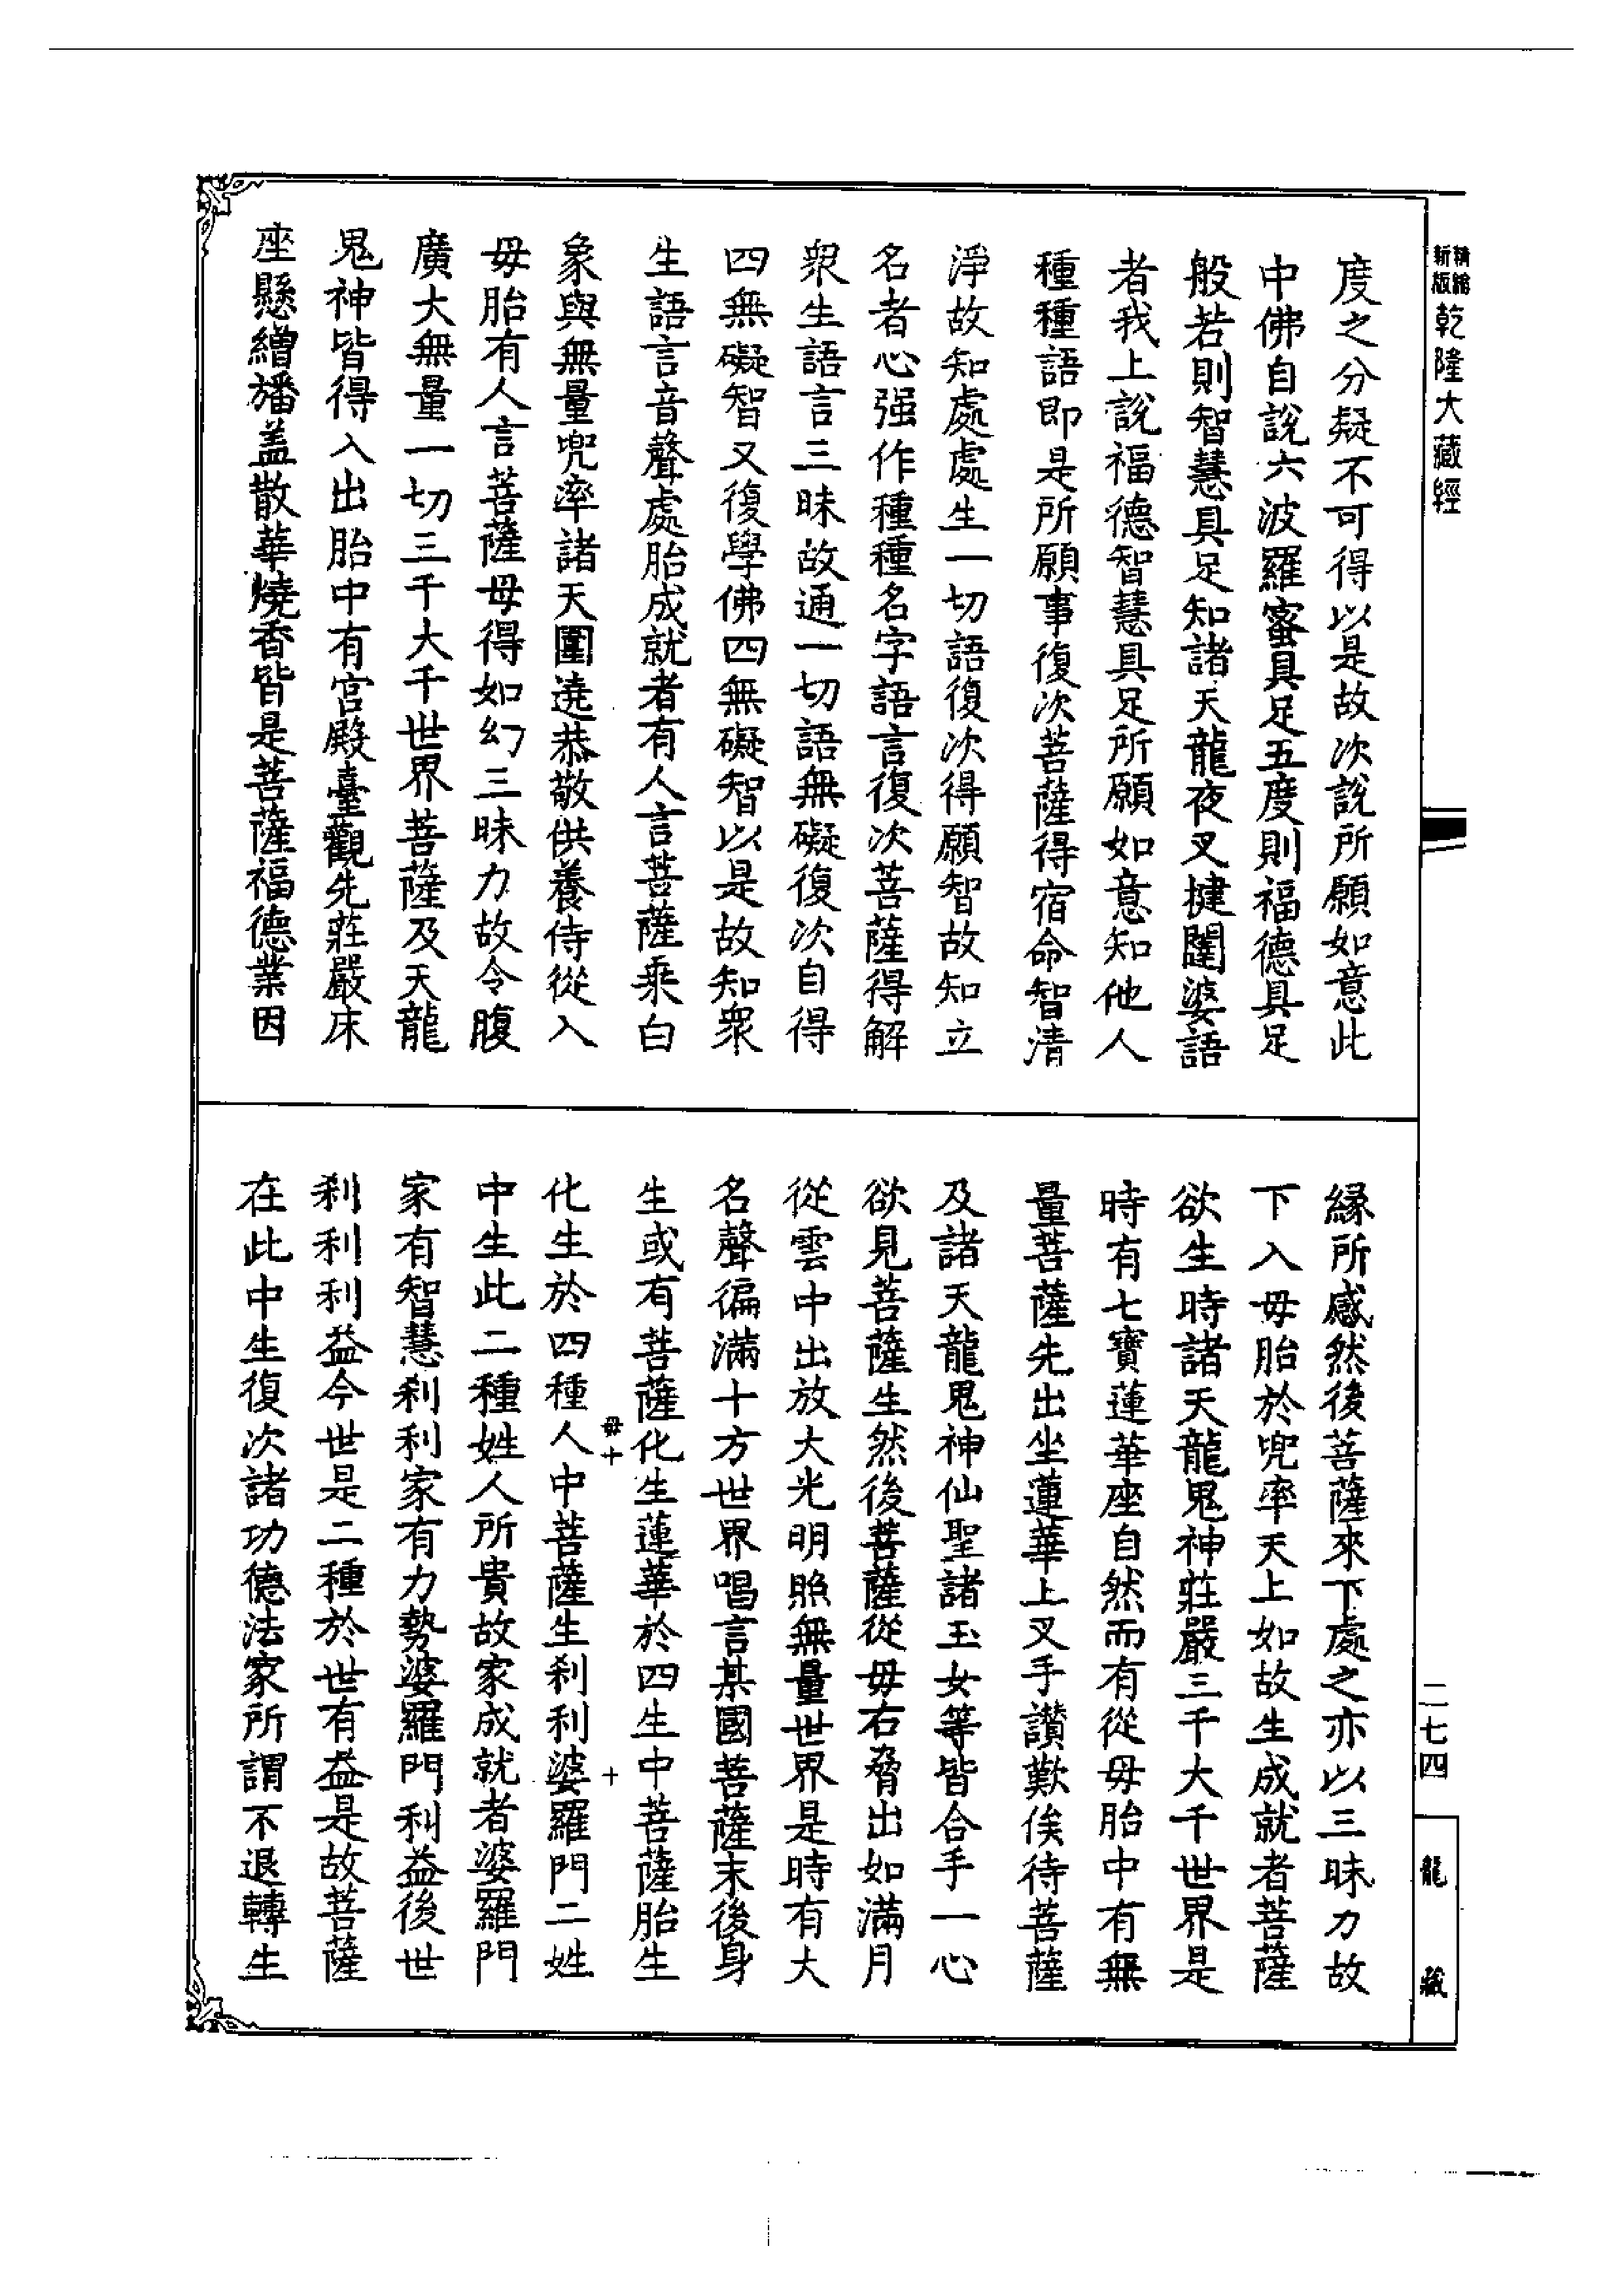 精縮新版乾隆大藏經
度之分疑不可得以是故次說所願如意此
中佛自說六波羅蜜具足五度則福德具足
般若則智慧具足知諸天龍夜叉揵闥婆語
者我上說福德智慧具足所願如意知他人
種種語即是所願事復次菩薩得宿命智清
淨故知處處生一切語復次得願智故知立
名者心强作種種名字語言復次菩薩得解
衆生語言三昧故通一切語無礙復次自得
四無礙智又復學佛四無礙智以是故知衆
生語言音聲處胎成就者有人言菩薩乘白
象與無量兜率諸天圍遶恭敬供養侍從入
毋胎有人言菩薩毋得如幻三昧力故令腹
廣大無量一切三千大千世界菩薩及天龍
鬼神皆得入出胎中有宮殿臺觀先莊嚴床
座懸繒旛盖散華燒香皆是菩薩福德業因
緣所感然後菩薩來下處之亦以三昧力故
下入毋胎於兜率天上如故生成就者菩薩
欲生時諸天龍鬼神莊嚴三千大千世界是
時有七寶蓮華座自然而有從毋胎中有無
量菩薩先出坐蓮華上叉手讚歎俟待菩薩
及諸天龍鬼神仙聖諸玉女等皆合手一心
欲見菩薩生然後菩薩從毋右脅出如滿月
從雲中出放大光明照無量世界是時有大
名聲徧滿十方世界唱言某國菩薩末後身
生或有菩薩化生蓮華於四生中菩薩胎生
化生於四種人中菩薩生刹利婆羅門二姓
中生此二種姓人所貴故家成就者婆羅門
家有智慧刹利家有力勢婆羅門利益後世
刹利利益今世是二種於世有益是故菩薩
在此中生復次諸功德法家所謂不退轉生
二七四
龍藏